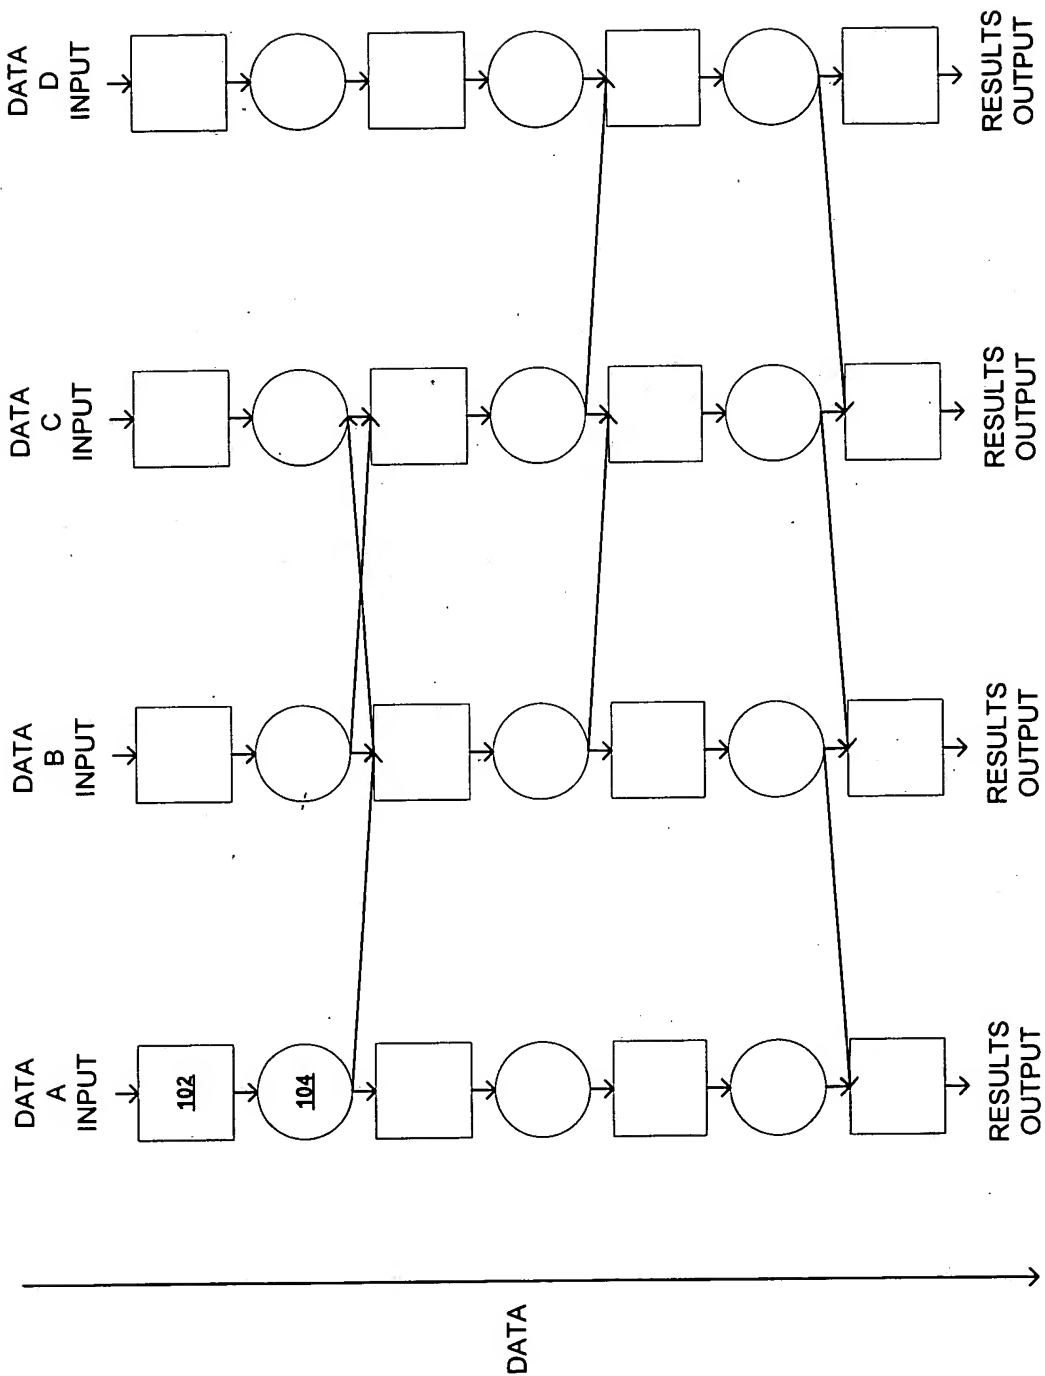 DATA
A
INPUT
DATA
B
INPUT
DATA
C
INPUT
DATA
D
INPUT
102
104
DATA
RESULTS
OUTPUT
RESULTS
OUTPUT
RESULTS
OUTPUT
RESULTS
OUTPUT